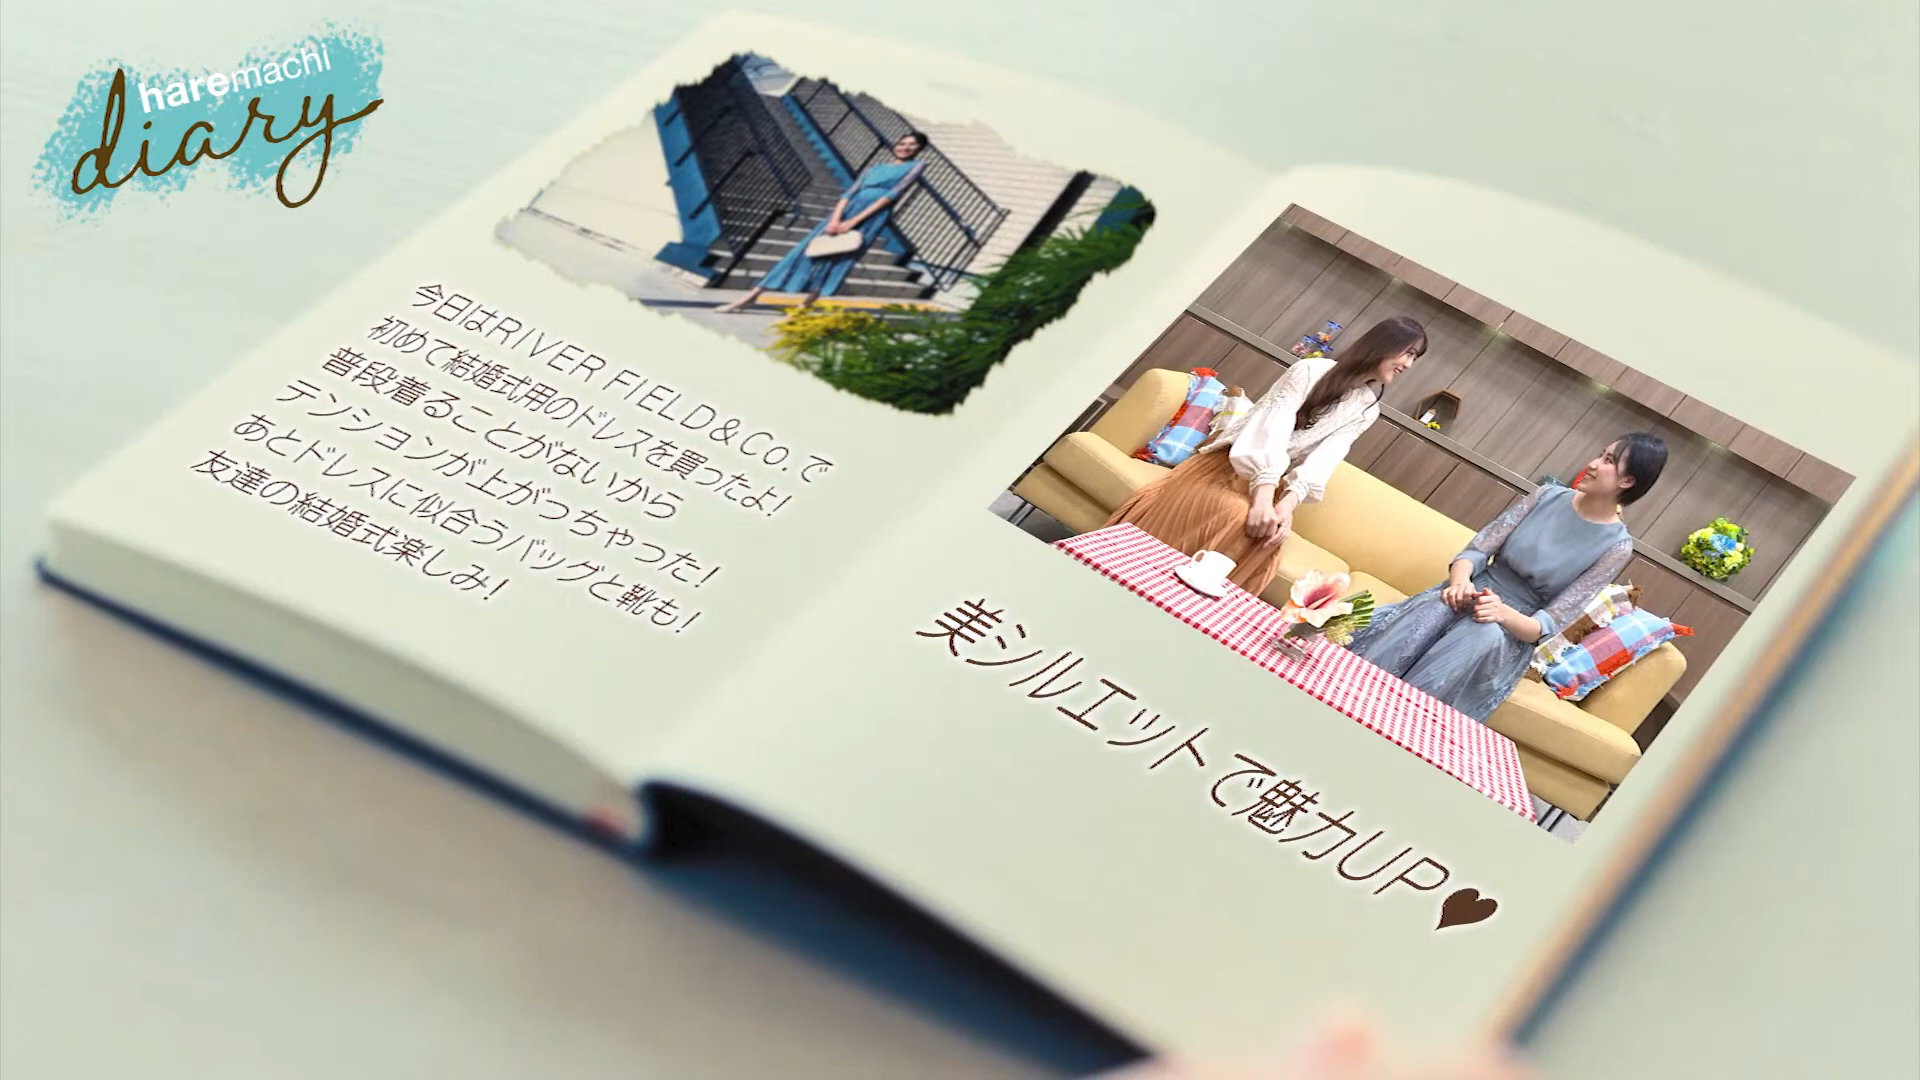 haremachi
diary
今日はRIVER FIELD&Co.で
初めて結婚式用のドレスを買ったよ!
普段着ることがないから
テンションが上がっちゃった!
あとドレスに似合うバッグと靴も!
友達の結婚式楽しみ!
美シルエットで魅力UP♥